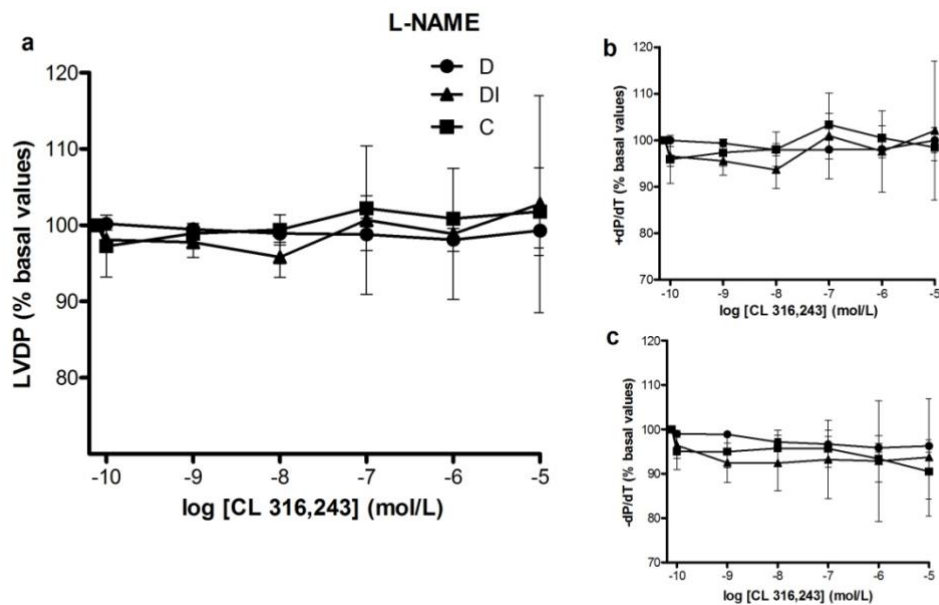 L-NAME
a
D
DI
C
120
110
100
90
80
LVDP (% basal values)
-10 -9 -8 -7 -6 -5
log [CL 316,243] (mol/L)
b
120
110
100
90
80
70
+dP/dT (% basal values)
-10 -9 -8 -7 -6 -5
log [CL 316,243] (mol/L)
c
120
110
100
90
80
70
-dP/dT (% basal values)
-10 -9 -8 -7 -6 -5
log [CL 316,243] (mol/L)